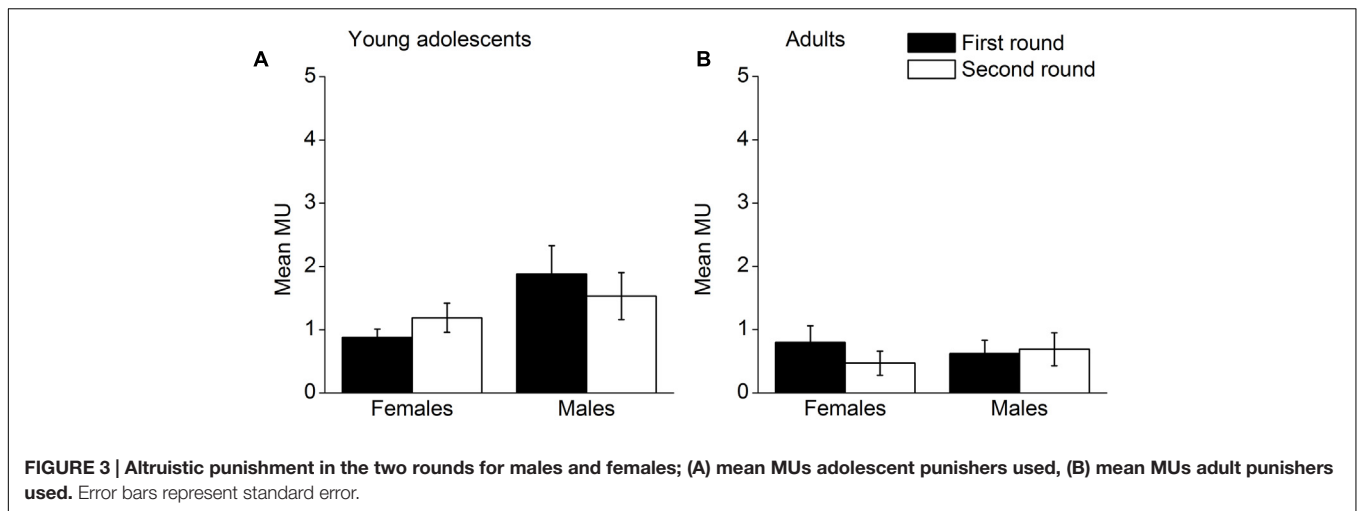 Young adolescents
A
5
4
3
2
1
0
Mean MU
Females
Males
Adults
B
First round
Second round
5
4
3
2
1
0
Mean MU
Females
Males
FIGURE 3 | Altruistic punishment in the two rounds for males and females; (A) mean MUs adolescent punishers used, (B) mean MUs adult punishers
used. Error bars represent standard error.